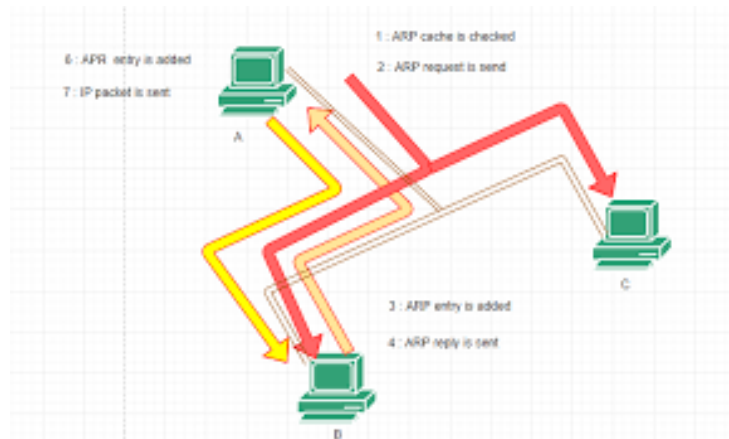 1 : ARP cache is checked
2 : ARP request is send
6 : APR entry is added
7 : IP packet is sent
A
C
3 : ARP entry is added
4 : ARP reply is sent
B